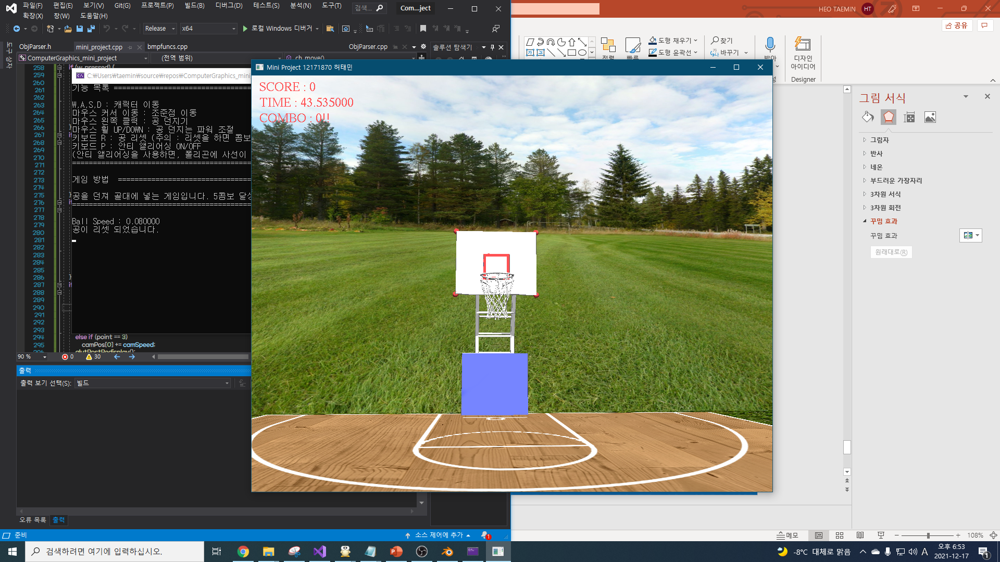 파일(F) 편집(E) 보기(V) Git(G) 프로젝트(P) 빌드(B) 디버그(D) 테스트(S) 분석(N) 도구(T) 검색... Com...ject
확장(X) 창(W) 도움말(H)
Release x64 로컬 Windows 디버거
ObjParser.h mini_project.cpp bmpfuncs.cpp ObjParser.cpp 솔루션 탐색기
도구 상자
ComputerGraphics_mini_project (전역 범위) ch_move()
258
259
260
261
262
263
264
265
266
267
268
269
270
271
272
273
274
275
276
277
278
279
280
281
282
283
284
285
286
287
288
289
290
291
292
293
294 else if (point == 3)
295 camPos[0] += camSpeed;
glutPostRedisplay();
90 % 0 30
출력
출력 보기 선택(S): 빌드
오류 목록 출력
준비 소스 제어에 추가 1
C:\Users\taemin\source\repos\ComputerGraphics_mini
기능 목록 ==================================
W,A,S,D : 캐릭터 이동
마우스 커서 이동 : 조준점 이동
마우스 왼쪽 클릭 : 공 던지기
마우스 휠 UP/DOWN : 공 던지는 파워 조절
키보드 R : 공 리셋 (주의 : 리셋을 하면 콤보
키보드 P : 안티 앨리어싱 ON/OFF
(안티 앨리어싱을 사용하면, 폴리곤에 사선이
===========================================
게임 방법 =================================
공을 던져 골대에 넣는 게임입니다. 5콤보 달성
===========================================
Ball Speed : 0.080000
공이 리셋 되었습니다.
Mini Project 12171870 허태민
SCORE : 0
TIME : 43.535000
COMBO : 0!!
HEO TAEMIN HT
공유
도형 채우기
도형 윤곽선
찾기
바꾸기
디자인
아이디어
Designer
그림 서식
그림자
반사
네온
부드러운 가장자리
3차원 서식
3차원 회전
꾸밈 효과
꾸밈 효과
원래대로(R)
메모 108%
검색하려면 여기에 입력하십시오.
-8°C 대체로 맑음 A 오후 6:53
2021-12-17
1